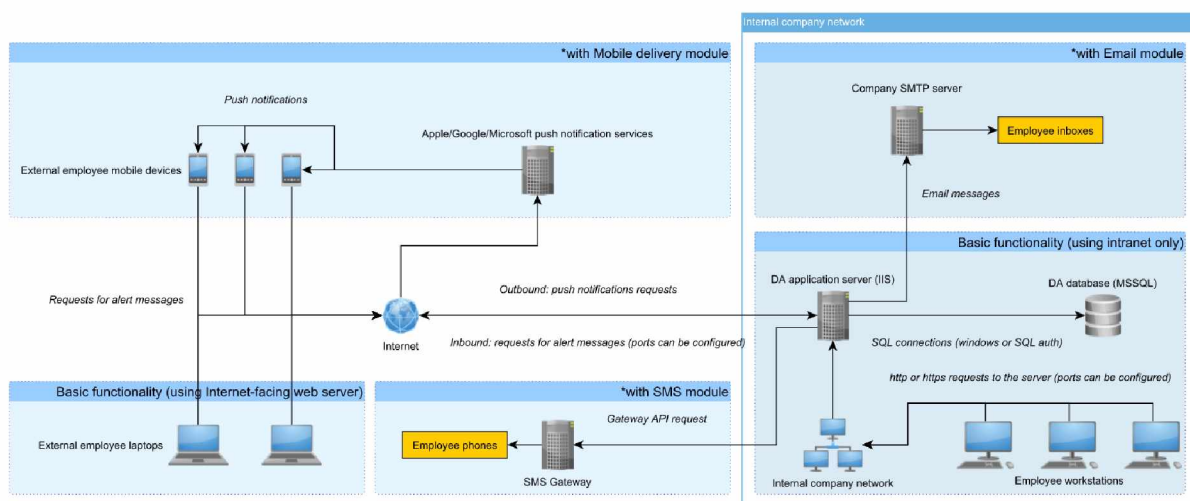 Internal company network
*with Mobile delivery module
Push notifications
Apple/Google/Microsoft push notification services
External employee mobile devices
*with Email module
Company SMTP server
Employee inboxes
Email messages
Basic functionality (using intranet only)
DA application server (IIS)
DA database (MSSQL)
Requests for alert messages
Outbound: push notifications requests
Internet
Inbound: requests for alert messages (ports can be configured)
SQL connections (windows or SQL auth)
http or https requests to the server (ports can be configured)
Basic functionality (using Internet-facing web server)
External employee laptops
*with SMS module
Gateway API request
Employee phones
SMS Gateway
Internal company network
Employee workstations